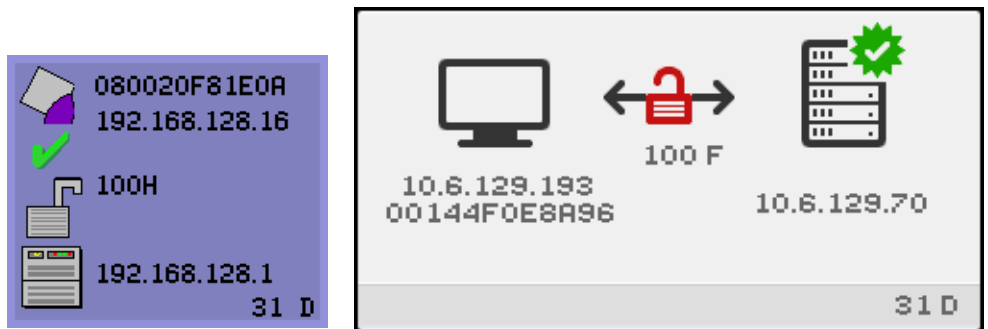 080020F81E0A
192.168.128.16
100H
192.168.128.1
31 D
100 F
10.6.129.193
00144F0E8A96
10.6.129.70
31 D